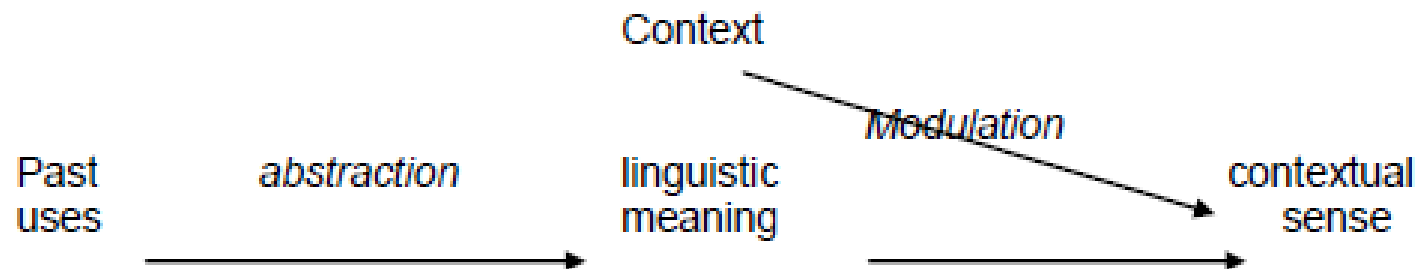 Context
Modulation
Past abstraction linguistic contextual
uses meaning sense